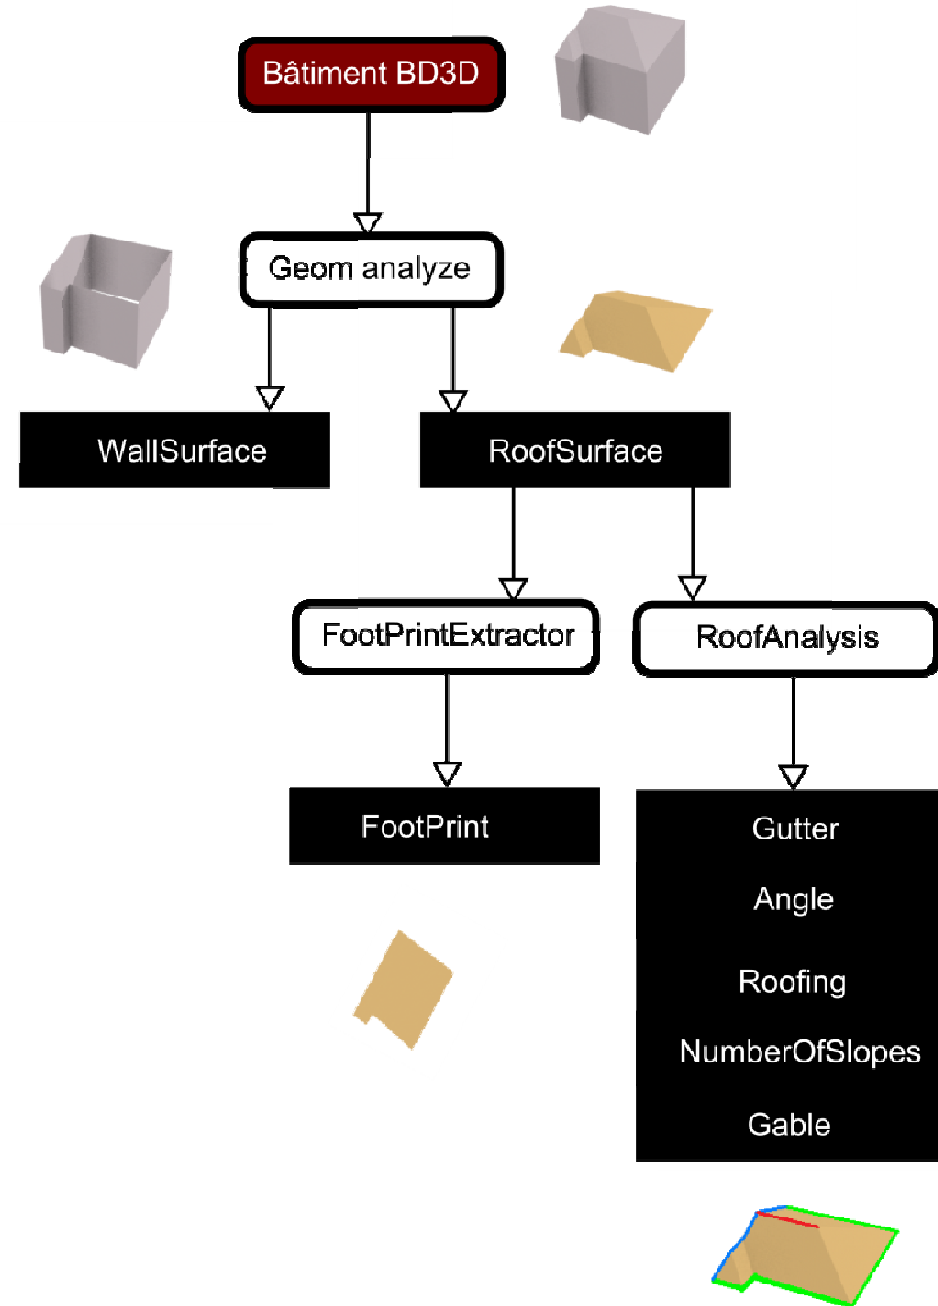 Bâtiment BD3D
Geom analyze
WallSurface
RoofSurface
FootPrintExtractor
RoofAnalysis
FootPrint
Gutter
Angle
Roofing
NumberOfSlopes
Gable